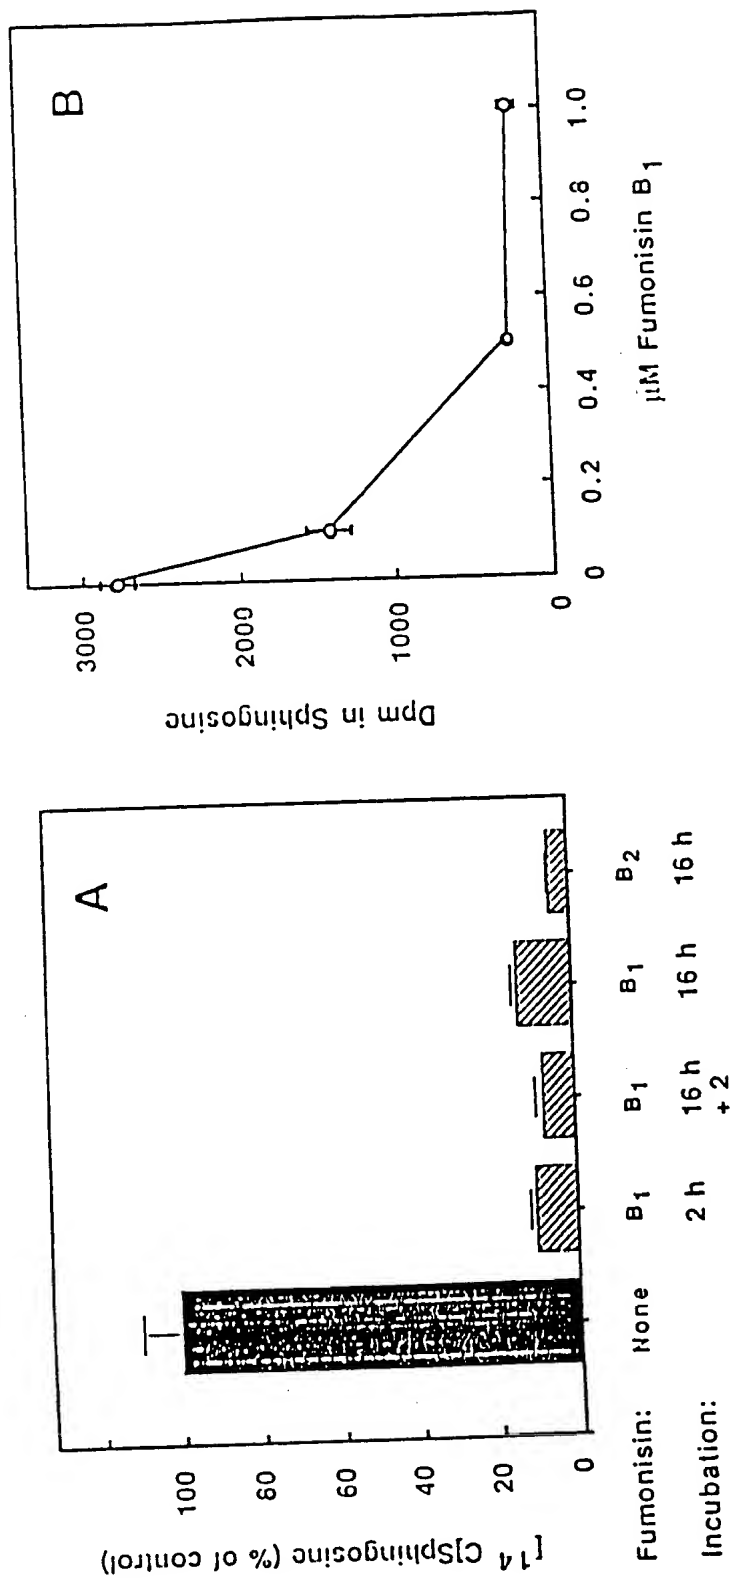 A
[14 C]Sphingosine (% of control)
100
80
60
40
20
0
Fumonisin: None B1 B1 B1 B2
Incubation: 2 h 16 h 16 h 16 h
+ 2
B
Dpm in Sphingosine
3000
2000
1000
0
0 0.2 0.4 0.6 0.8 1.0
µM Fumonisin B1